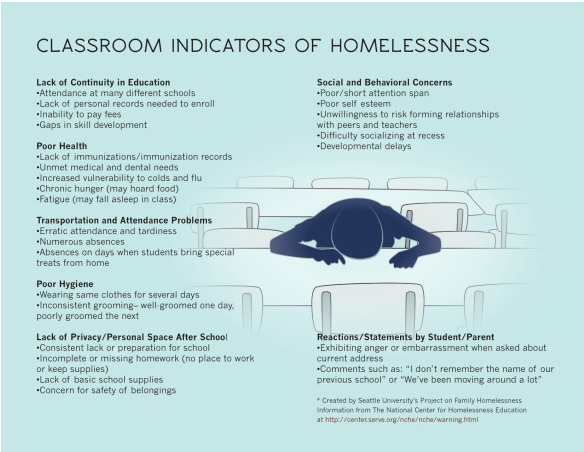 CLASSROOM INDICATORS OF HOMELESSNESS
Lack of Continuity in Education
•Attendance at many different schools
•Lack of personal records needed to enroll
•Inability to pay fees
•Gaps in skill development
Poor Health
•Lack of immunizations/immunization records
•Unmet medical and dental needs
•Increased vulnerability to colds and flu
•Chronic hunger (may hoard food)
•Fatigue (may fall asleep in class)
Transportation and Attendance Problems
•Erratic attendance and tardiness
•Numerous absences
•Absences on days when students bring special
treats from home
Poor Hygiene
•Wearing same clothes for several days
•Inconsistent grooming– well-groomed one day,
poorly groomed the next
Lack of Privacy/Personal Space After School
•Consistent lack or preparation for school
•Incomplete or missing homework (no place to work
or keep supplies)
•Lack of basic school supplies
•Concern for safety of belongings
Social and Behavioral Concerns
•Poor/short attention span
•Poor self esteem
•Unwillingness to risk forming relationships
with peers and teachers
•Difficulty socializing at recess
•Developmental delays
Reactions/Statements by Student/Parent
•Exhibiting anger or embarrassment when asked about
current address
•Comments such as: “I don’t remember the name of our
previous school” or “We’ve been moving around a lot”
* Created by Seattle University's Project on Family Homelessness
Information from The National Center for Homelessness Education
at http://center.serve.org/nche/nche/warning.html